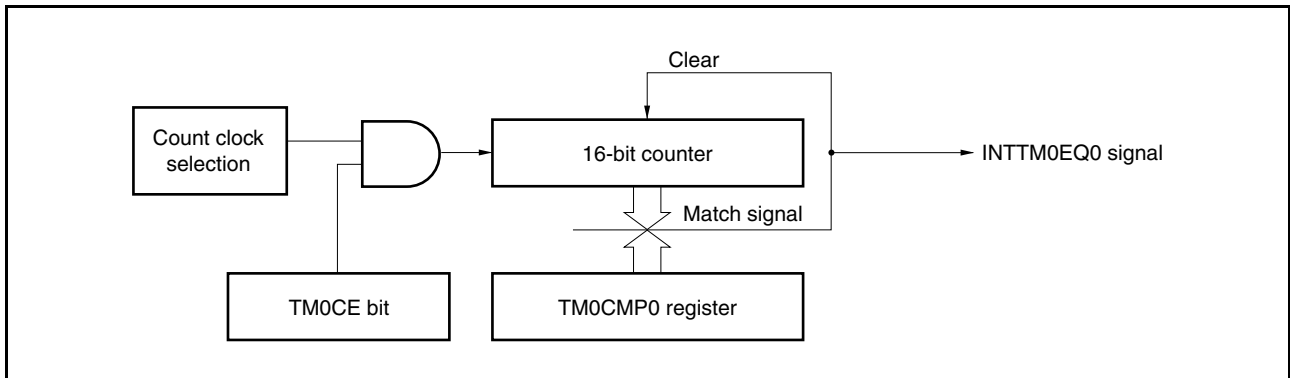 Clear
Count clock
selection
16-bit counter
INTTM0EQ0 signal
Match signal
TM0CE bit
TM0CMP0 register